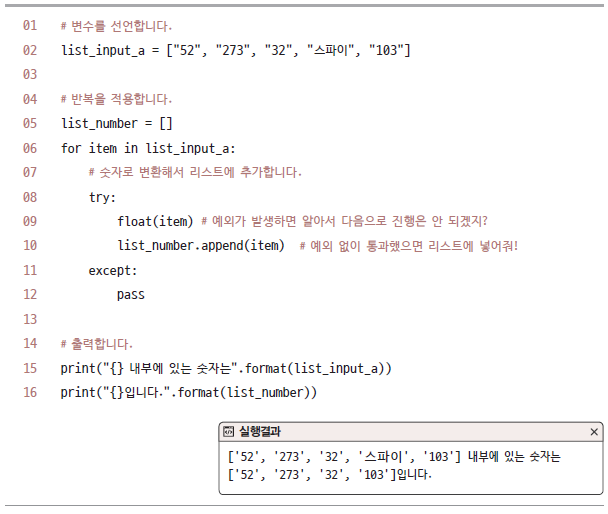 01 # 변수를 선언합니다.
02 list_input_a = ["52", "273", "32", "스파이", "103"]
03
04 # 반복을 적용합니다.
05 list_number = []
06 for item in list_input_a:
07 # 숫자로 변환해서 리스트에 추가합니다.
08 try:
09 float(item) # 예외가 발생하면 알아서 다음으로 진행은 안 되겠지?
10 list_number.append(item) # 예외 없이 통과했으면 리스트에 넣어줘!
11 except:
12 pass
13
14 # 출력합니다.
15 print("{} 내부에 있는 숫자는".format(list_input_a))
16 print("{}입니다.".format(list_number))
실행결과
['52', '273', '32', '스파이', '103'] 내부에 있는 숫자는
['52', '273', '32', '103']입니다.